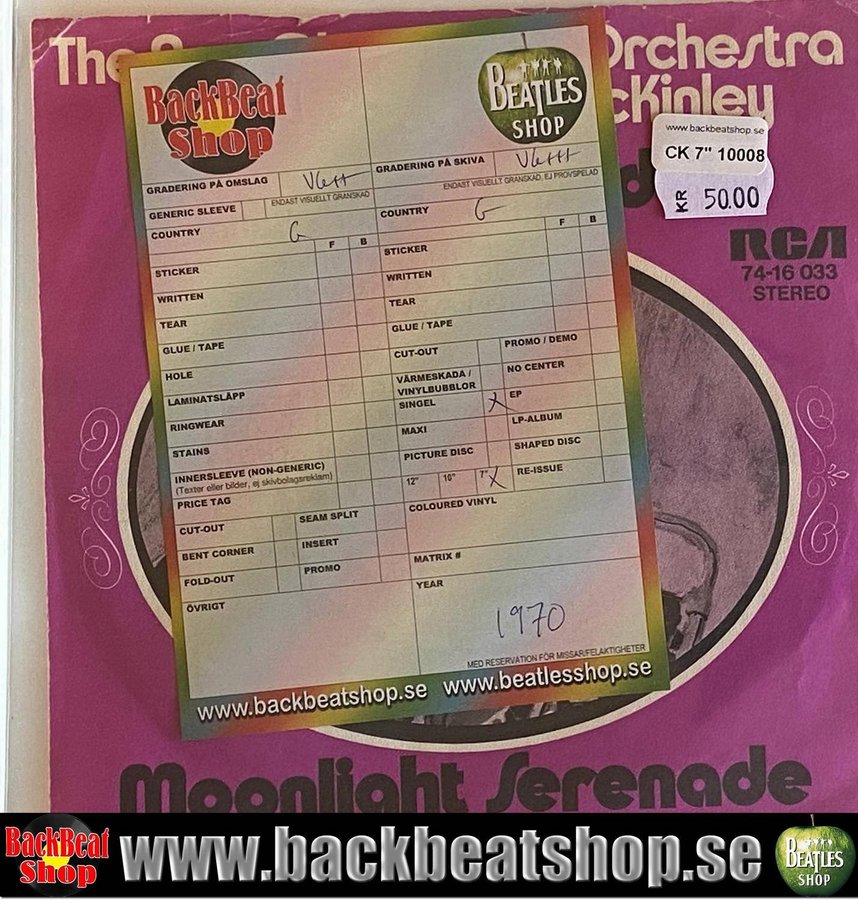 The
Orchestra
cKinley
www.backbeatshop.se
CK 7" 10008
KR 50.00
RCA
74-16 033
STEREO
BackBeat
Shop
BEATLES
SHOP
GRADERING PÅ OMSLAG
ENDAST VISUELLT GRANSKAD
GENERIC SLEEVE
COUNTRY G
F B
STICKER
WRITTEN
TEAR
GLUE / TAPE
HOLE
LAMINATSLÄPP
RINGWEAR
STAINS
INNERSLEEVE (NON-GENERIC)
(Texter eller bilder, ej skivbolagsreklam)
PRICE TAG
CUT-OUT SEAM SPLIT
BENT CORNER INSERT
FOLD-OUT PROMO
ÖVRIGT
GRADERING PÅ SKIVA
ENDAST VISUELLT GRANSKAD, EJ PROVSPELAD
COUNTRY G
F B
STICKER
WRITTEN
TEAR
GLUE / TAPE
CUT-OUT PROMO / DEMO
VÄRMESKADA /
VINYLBUBBLOR NO CENTER
SINGEL X EP
MAXI LP-ALBUM
PICTURE DISC SHAPED DISC
12" 10" 7" X RE-ISSUE
COLOURED VINYL
MATRIX #
YEAR
1970
MED RESERVATION FÖR MISSAR/FELAKTIGHETER
www.backbeatshop.se www.beatlesshop.se
Moonlight Serenade
BackBeat
Shop
www.backbeatshop.se
BEATLES
SHOP